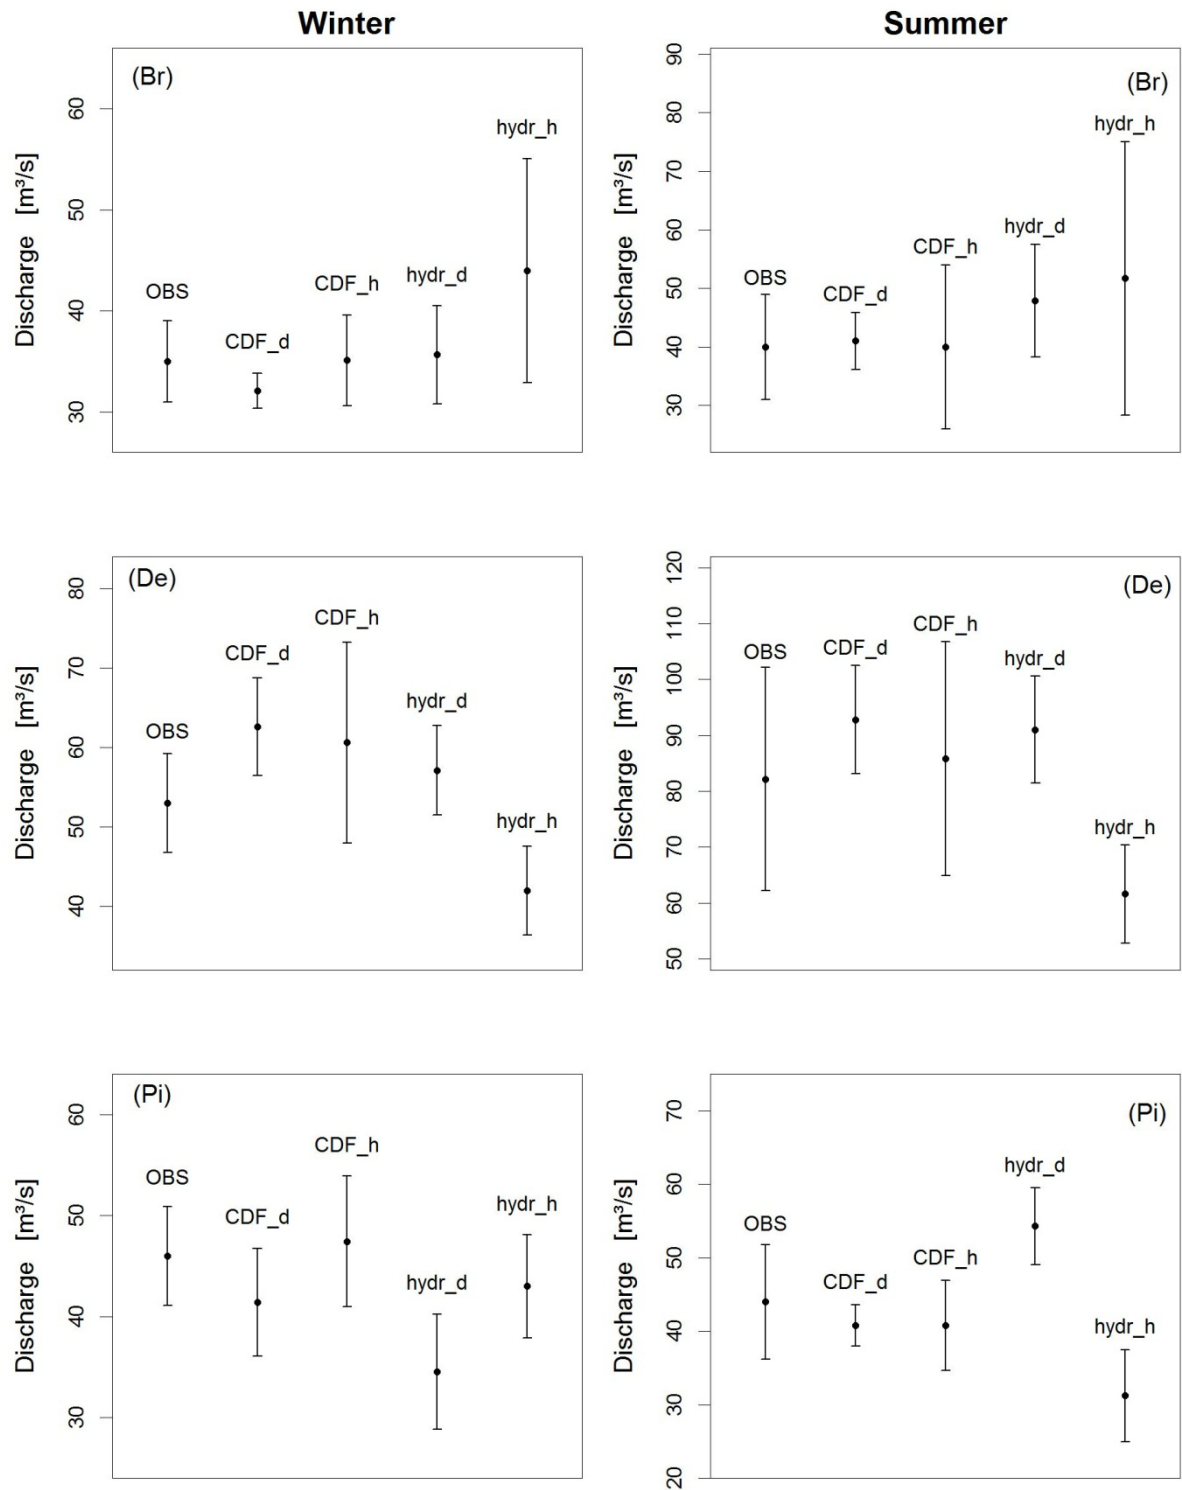 Winter
Summer
(Br)
Discharge [m³/s]
60
50
40
30
OBS
CDF_d
CDF_h
hydr_d
hydr_h
(Br)
Discharge [m³/s]
90
80
70
60
50
40
30
OBS
CDF_d
CDF_h
hydr_d
hydr_h
(De)
Discharge [m³/s]
80
70
60
50
40
OBS
CDF_d
CDF_h
hydr_d
hydr_h
(De)
Discharge [m³/s]
120
110
100
90
80
70
60
50
OBS
CDF_d
CDF_h
hydr_d
hydr_h
(Pi)
Discharge [m³/s]
60
50
40
30
OBS
CDF_d
CDF_h
hydr_d
hydr_h
(Pi)
Discharge [m³/s]
70
60
50
40
30
20
OBS
CDF_d
CDF_h
hydr_d
hydr_h